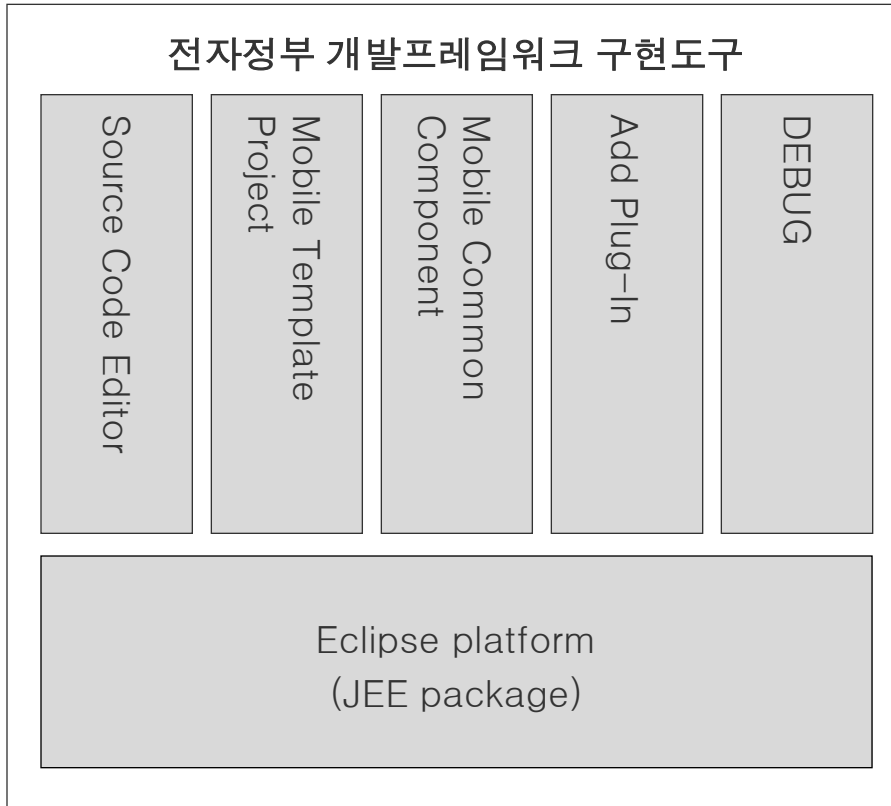 전자정부 개발프레임워크 구현도구
Source Code Editor
Mobile Template
Project
Mobile Common
Component
Add Plug-In
DEBUG
Eclipse platform
(JEE package)